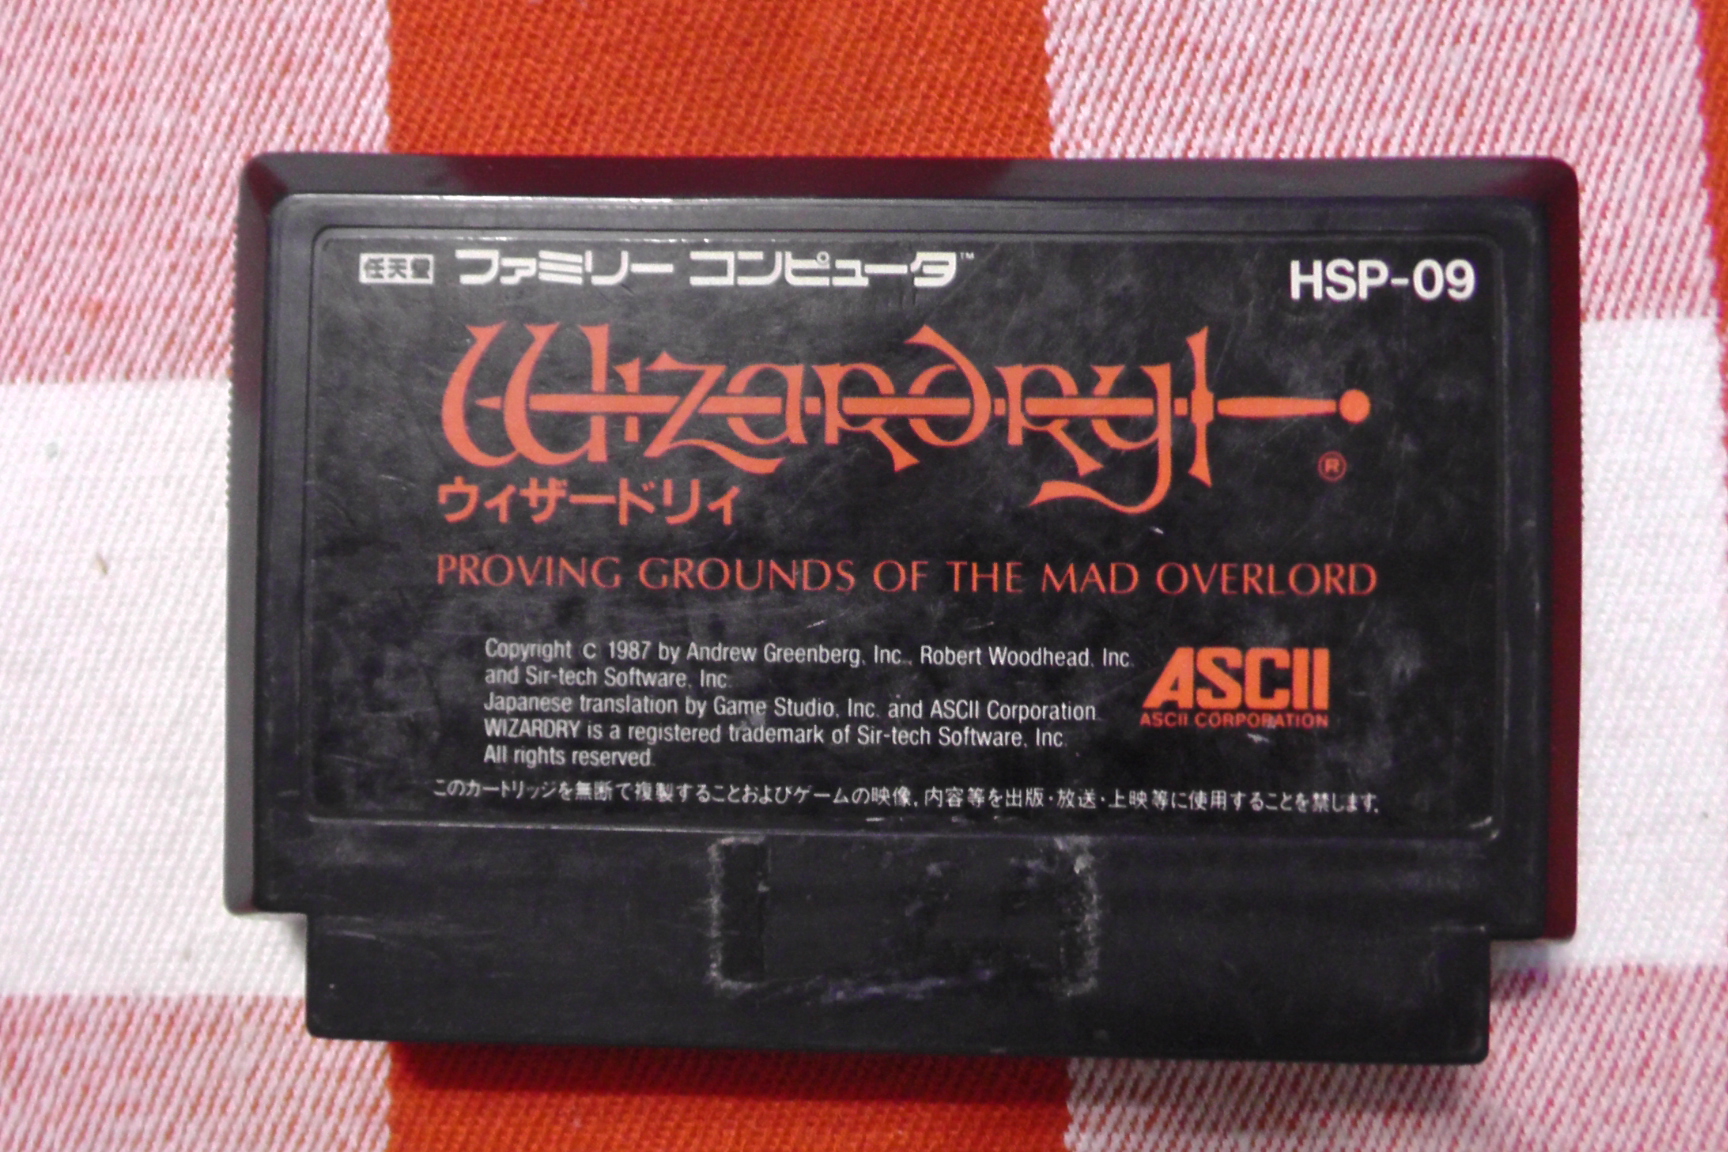 任天堂 ファミリー コンピュータ™
HSP-09
Wizardry®
ウィザードリィ
PROVING GROUNDS OF THE MAD OVERLORD
Copyright c 1987 by Andrew Greenberg, Inc., Robert Woodhead, Inc.
and Sir-tech Software, Inc.
Japanese translation by Game Studio, Inc. and ASCII Corporation.
WIZARDRY is a registered trademark of Sir-tech Software, Inc.
All rights reserved.
ASCII
ASCII CORPORATION
このカートリッジを無断で複製することおよびゲームの映像,内容等を出版・放送・上映等に使用することを禁じます。